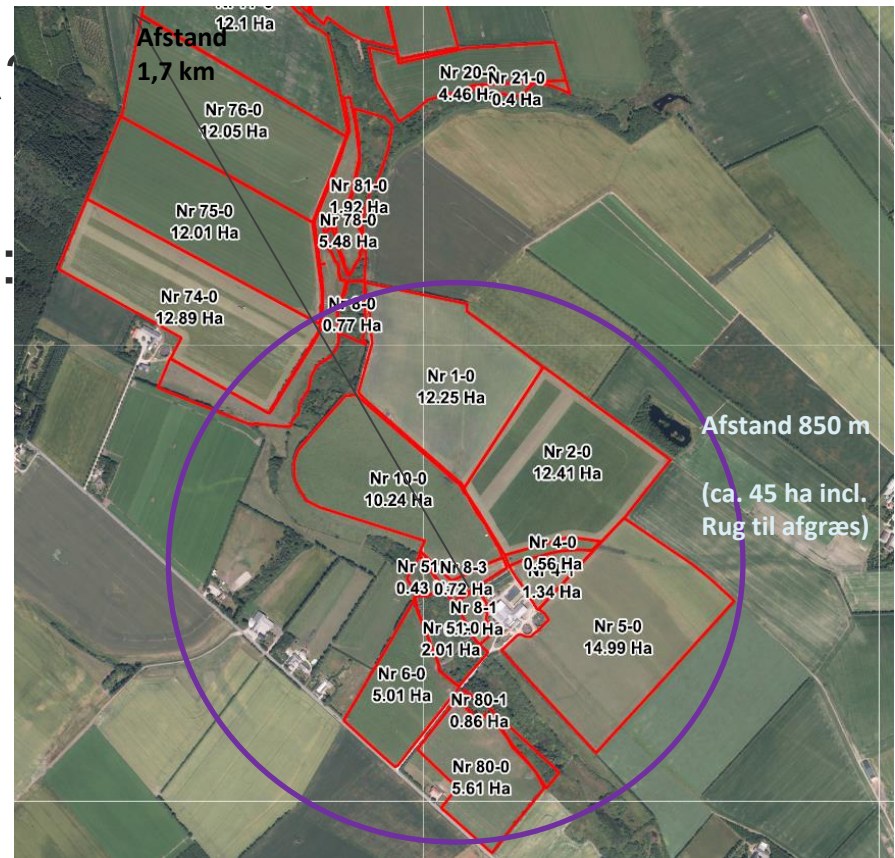 12.1 Ha
Afstand
1,7 km
Nr 20-0
4.46 Ha
Nr 21-0
0.4 Ha
Nr 76-0
12.05 Ha
Nr 81-0
1.92 Ha
Nr 78-0
5.48 Ha
Nr 75-0
12.01 Ha
Nr 74-0
12.89 Ha
Nr 8-0
0.77 Ha
Nr 1-0
12.25 Ha
Nr 2-0
12.41 Ha
Afstand 850 m
(ca. 45 ha incl.
Rug til afgræs)
Nr 10-0
10.24 Ha
Nr 4-0
0.56 Ha
1.34 Ha
Nr 51
0.43
Nr 8-3
0.72 Ha
Nr 8-1
Nr 51-0
2.01 Ha
Nr 5-0
14.99 Ha
Nr 6-0
5.01 Ha
Nr 80-1
0.86 Ha
Nr 80-0
5.61 Ha